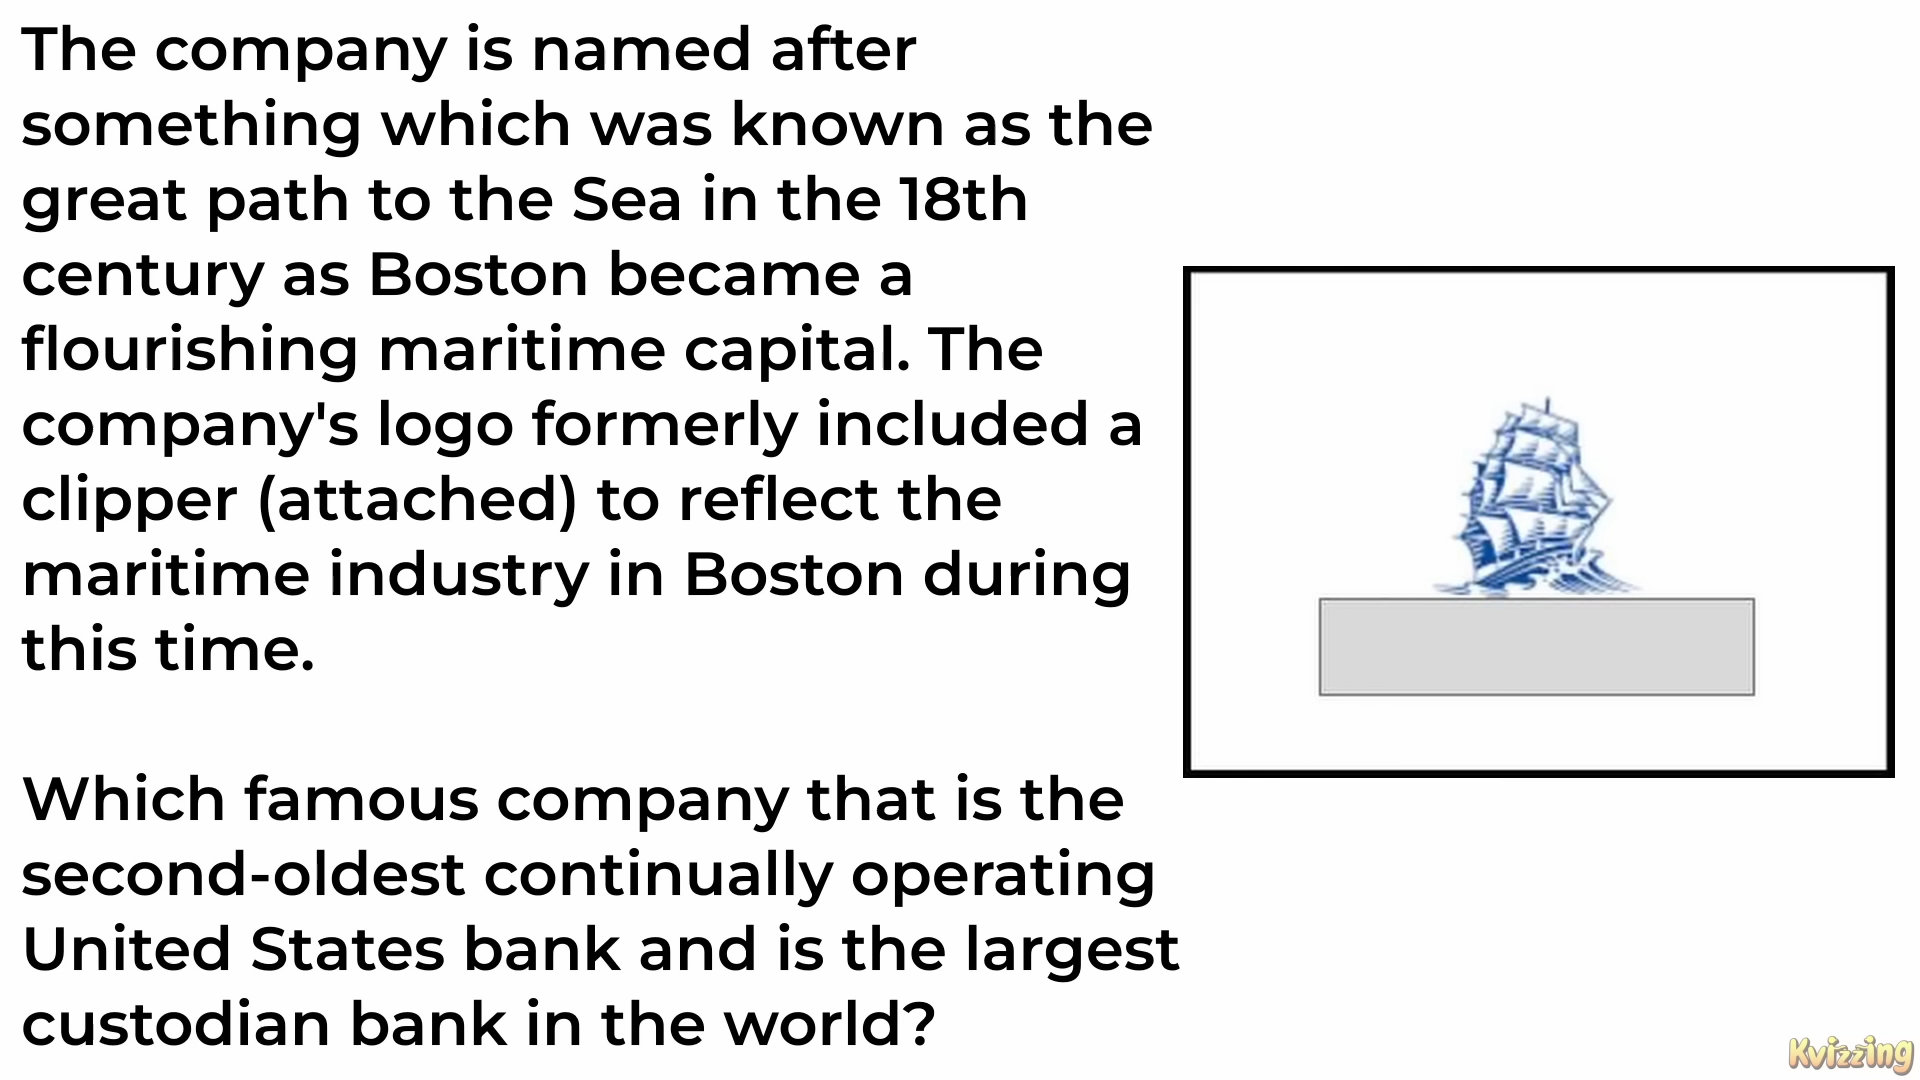 The company is named after
something which was known as the
great path to the Sea in the 18th
century as Boston became a
flourishing maritime capital. The
company's logo formerly included a
clipper (attached) to reflect the
maritime industry in Boston during
this time.
Which famous company that is the
second-oldest continually operating
United States bank and is the largest
custodian bank in the world?
Kvizzing